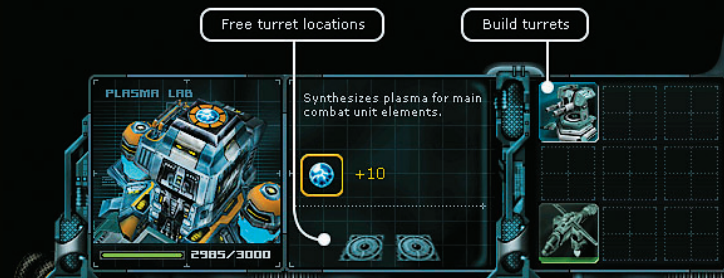 Free turret locations
Build turrets
PLASMA LAB
Synthesizes plasma for main
combat unit elements.
+10
2985/3000